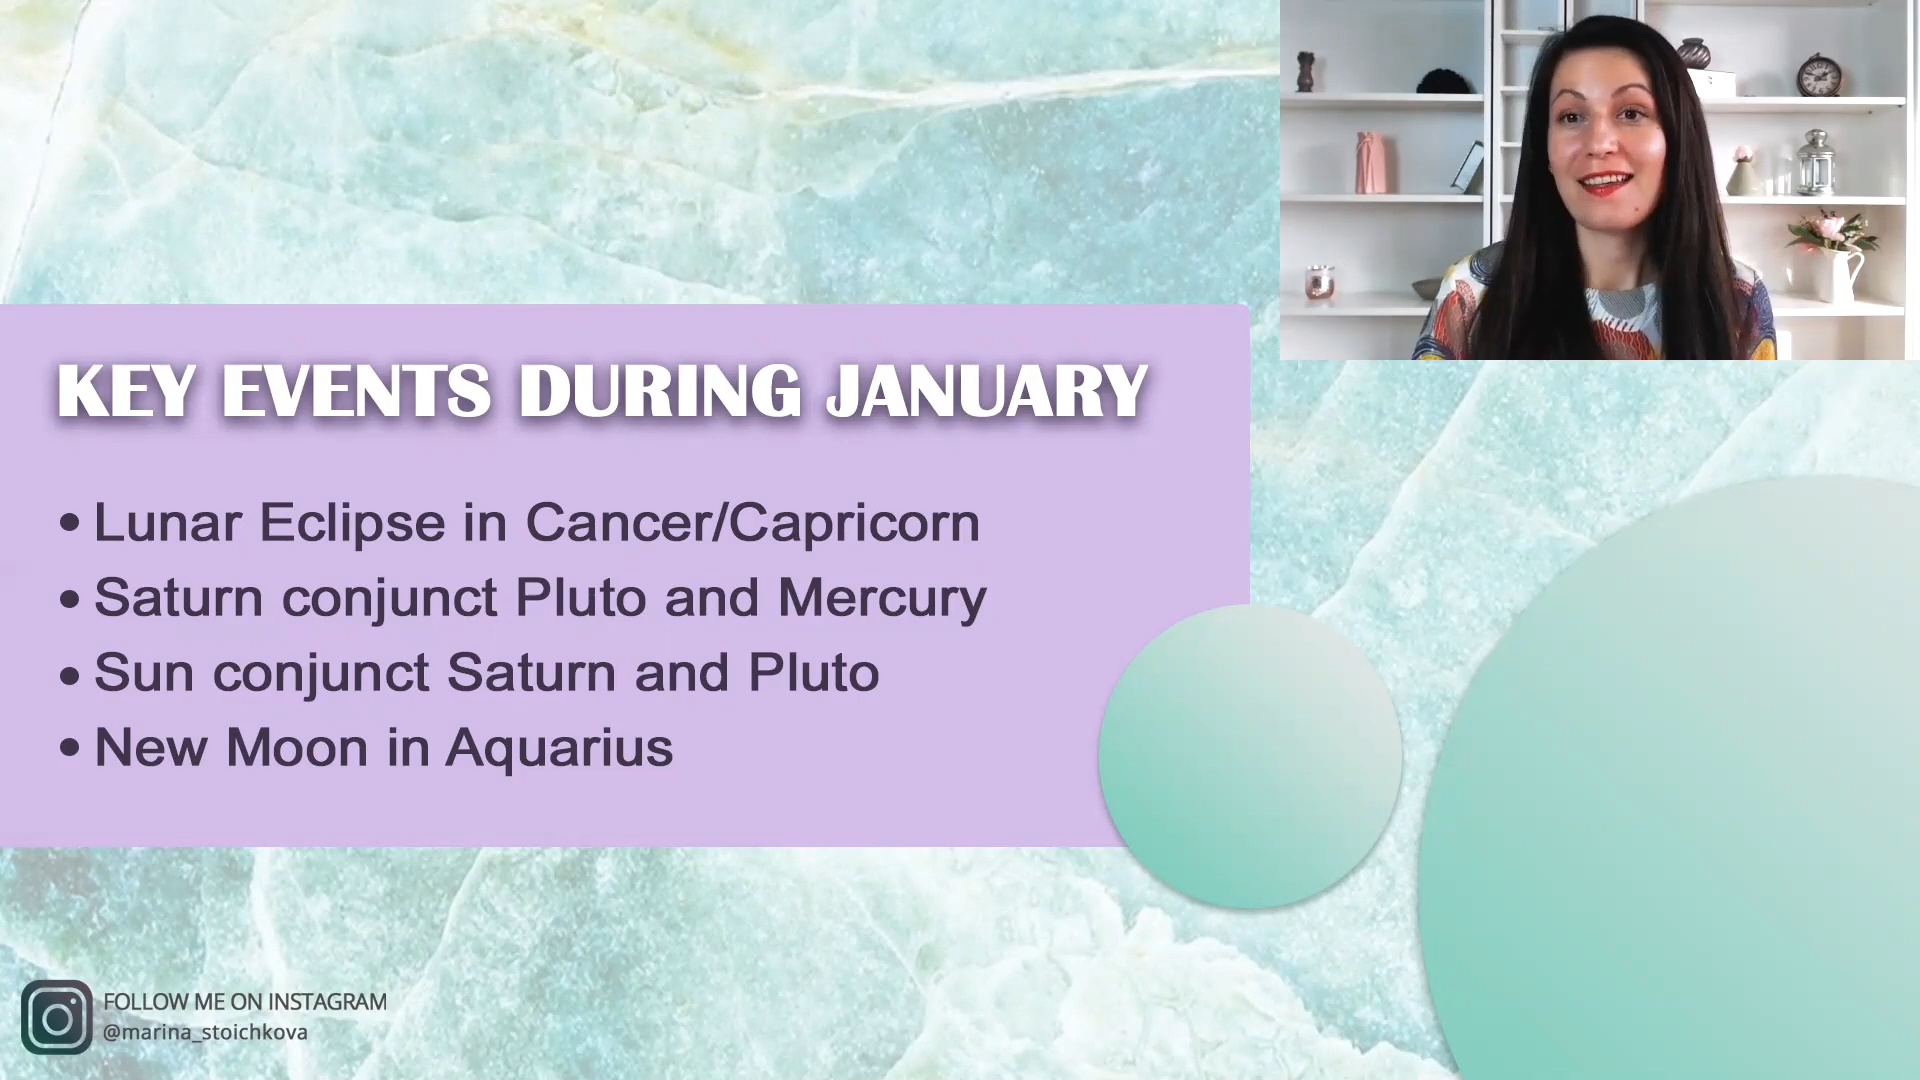 KEY EVENTS DURING JANUARY
• Lunar Eclipse in Cancer/Capricorn
• Saturn conjunct Pluto and Mercury
• Sun conjunct Saturn and Pluto
• New Moon in Aquarius
FOLLOW ME ON INSTAGRAM
@marina_stoichkova